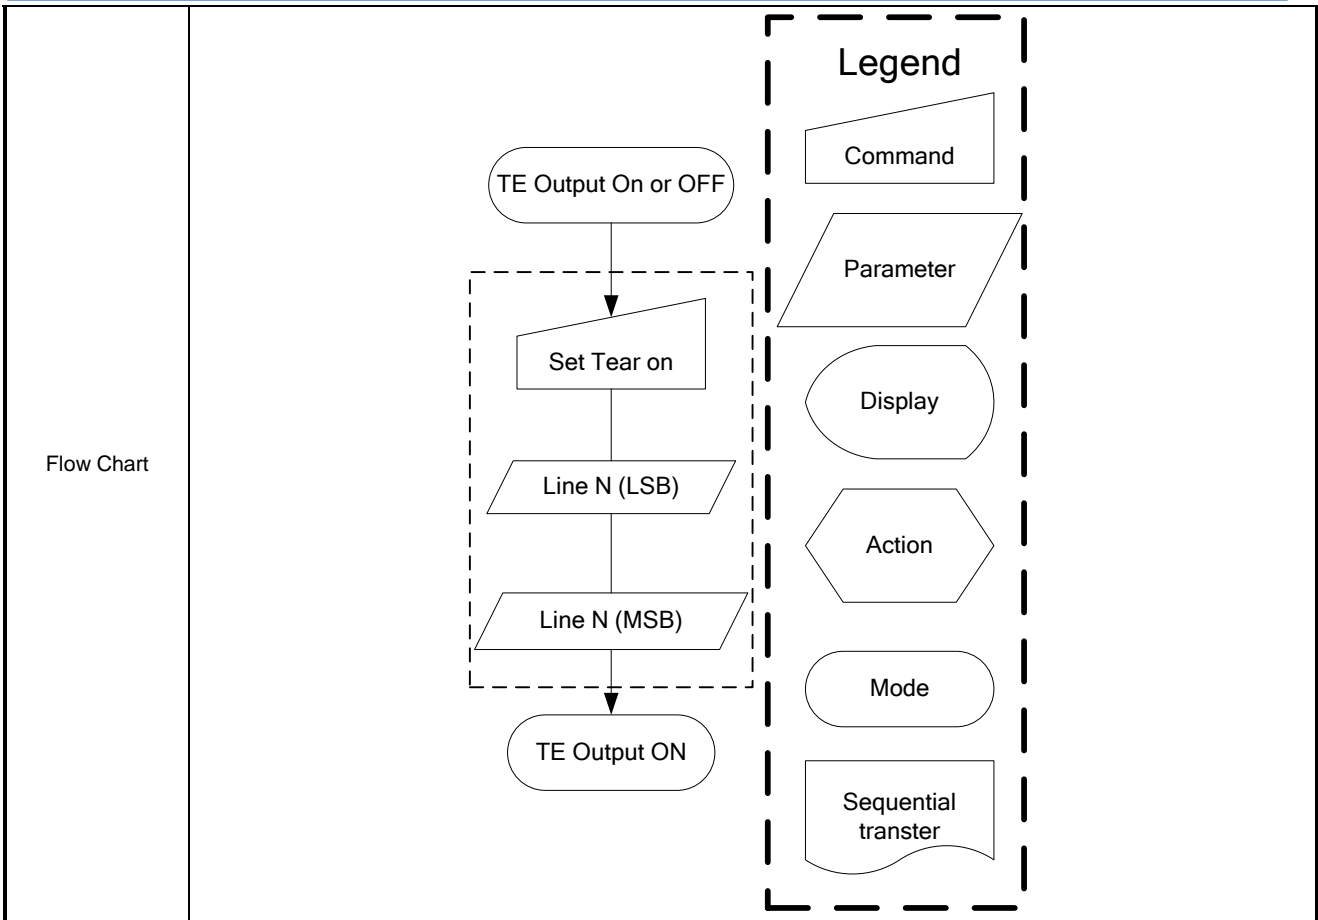 Flow Chart
TE Output On or OFF
Set Tear on
Line N (LSB)
Line N (MSB)
TE Output ON
Legend
Command
Parameter
Display
Action
Mode
Sequential
transter